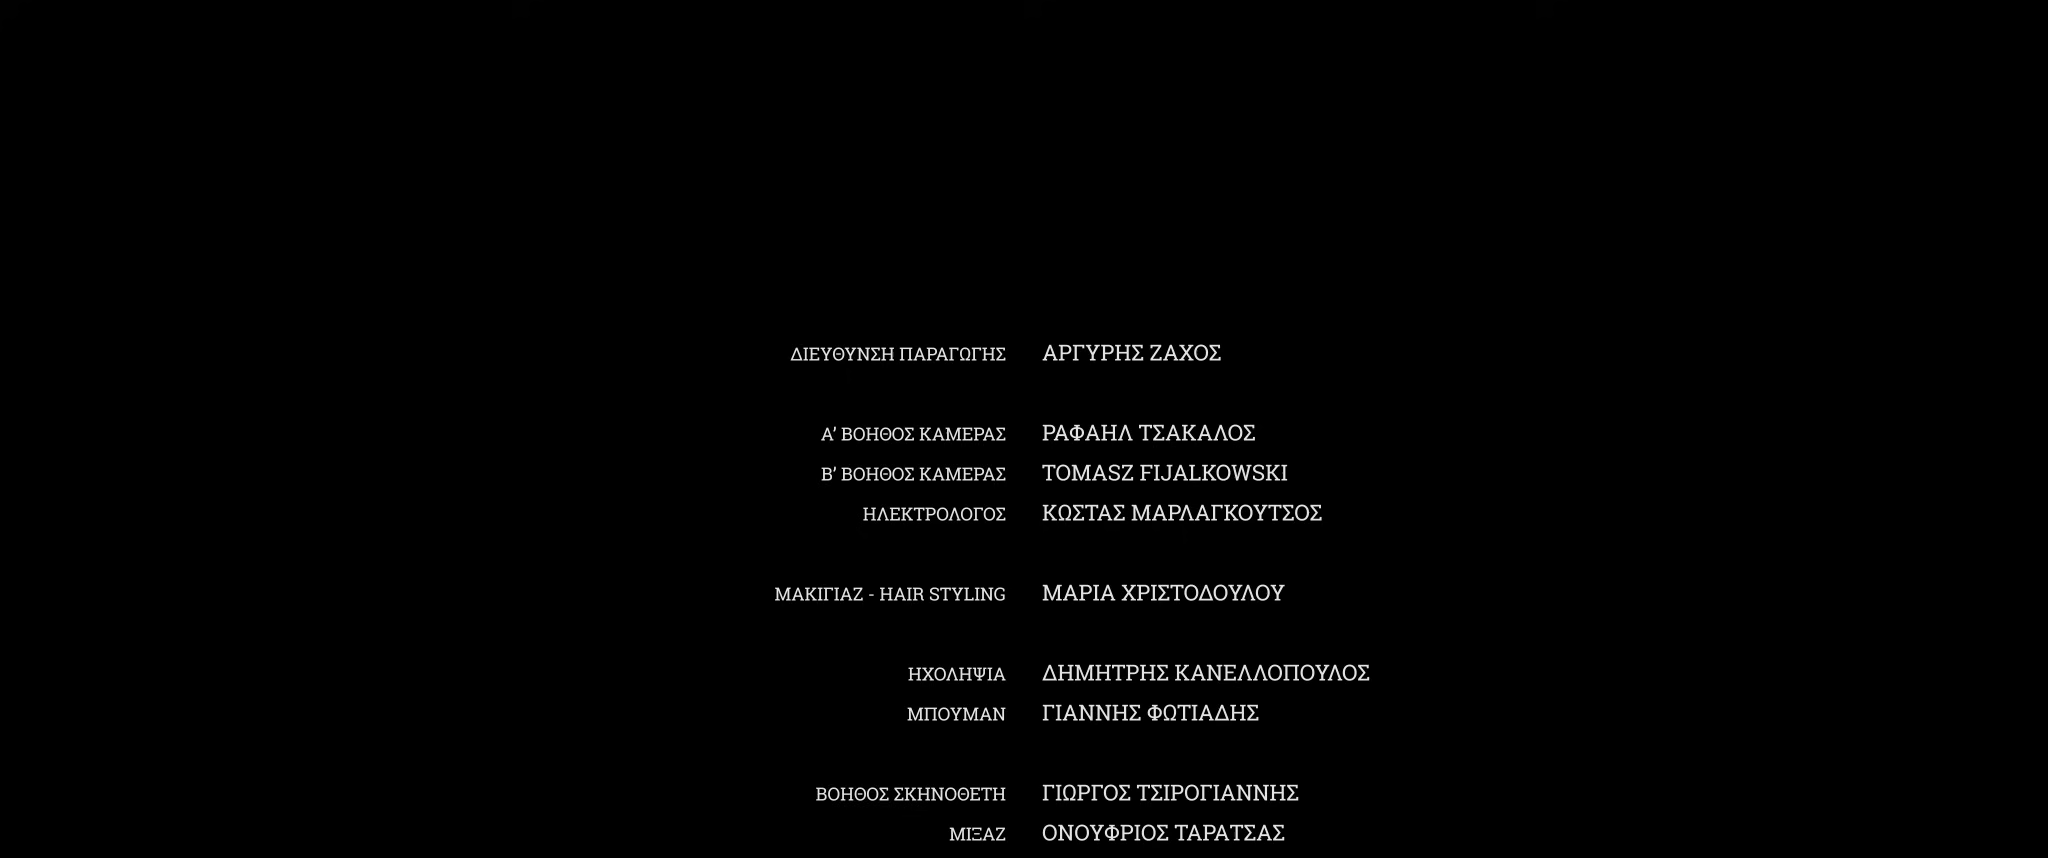 ΔΙΕΥΘΥΝΣΗ ΠΑΡΑΓΩΓΗΣ ΑΡΓΥΡΗΣ ΖΑΧΟΣ
Α’ ΒΟΗΘΟΣ ΚΑΜΕΡΑΣ ΡΑΦΑΗΛ ΤΣΑΚΑΛΟΣ
Β’ ΒΟΗΘΟΣ ΚΑΜΕΡΑΣ TOMASZ FIJALKOWSKI
ΗΛΕΚΤΡΟΛΟΓΟΣ ΚΩΣΤΑΣ ΜΑΡΛΑΓΚΟΥΤΣΟΣ
ΜΑΚΙΓΙΑΖ - HAIR STYLING ΜΑΡΙΑ ΧΡΙΣΤΟΔΟΥΛΟΥ
ΗΧΟΛΗΨΙΑ ΔΗΜΗΤΡΗΣ ΚΑΝΕΛΛΟΠΟΥΛΟΣ
ΜΠΟΥΜΑΝ ΓΙΑΝΝΗΣ ΦΩΤΙΑΔΗΣ
ΒΟΗΘΟΣ ΣΚΗΝΟΘΕΤΗ ΓΙΩΡΓΟΣ ΤΣΙΡΟΓΙΑΝΝΗΣ
ΜΙΞΑΖ ΟΝΟΥΦΡΙΟΣ ΤΑΡΑΤΣΑΣ